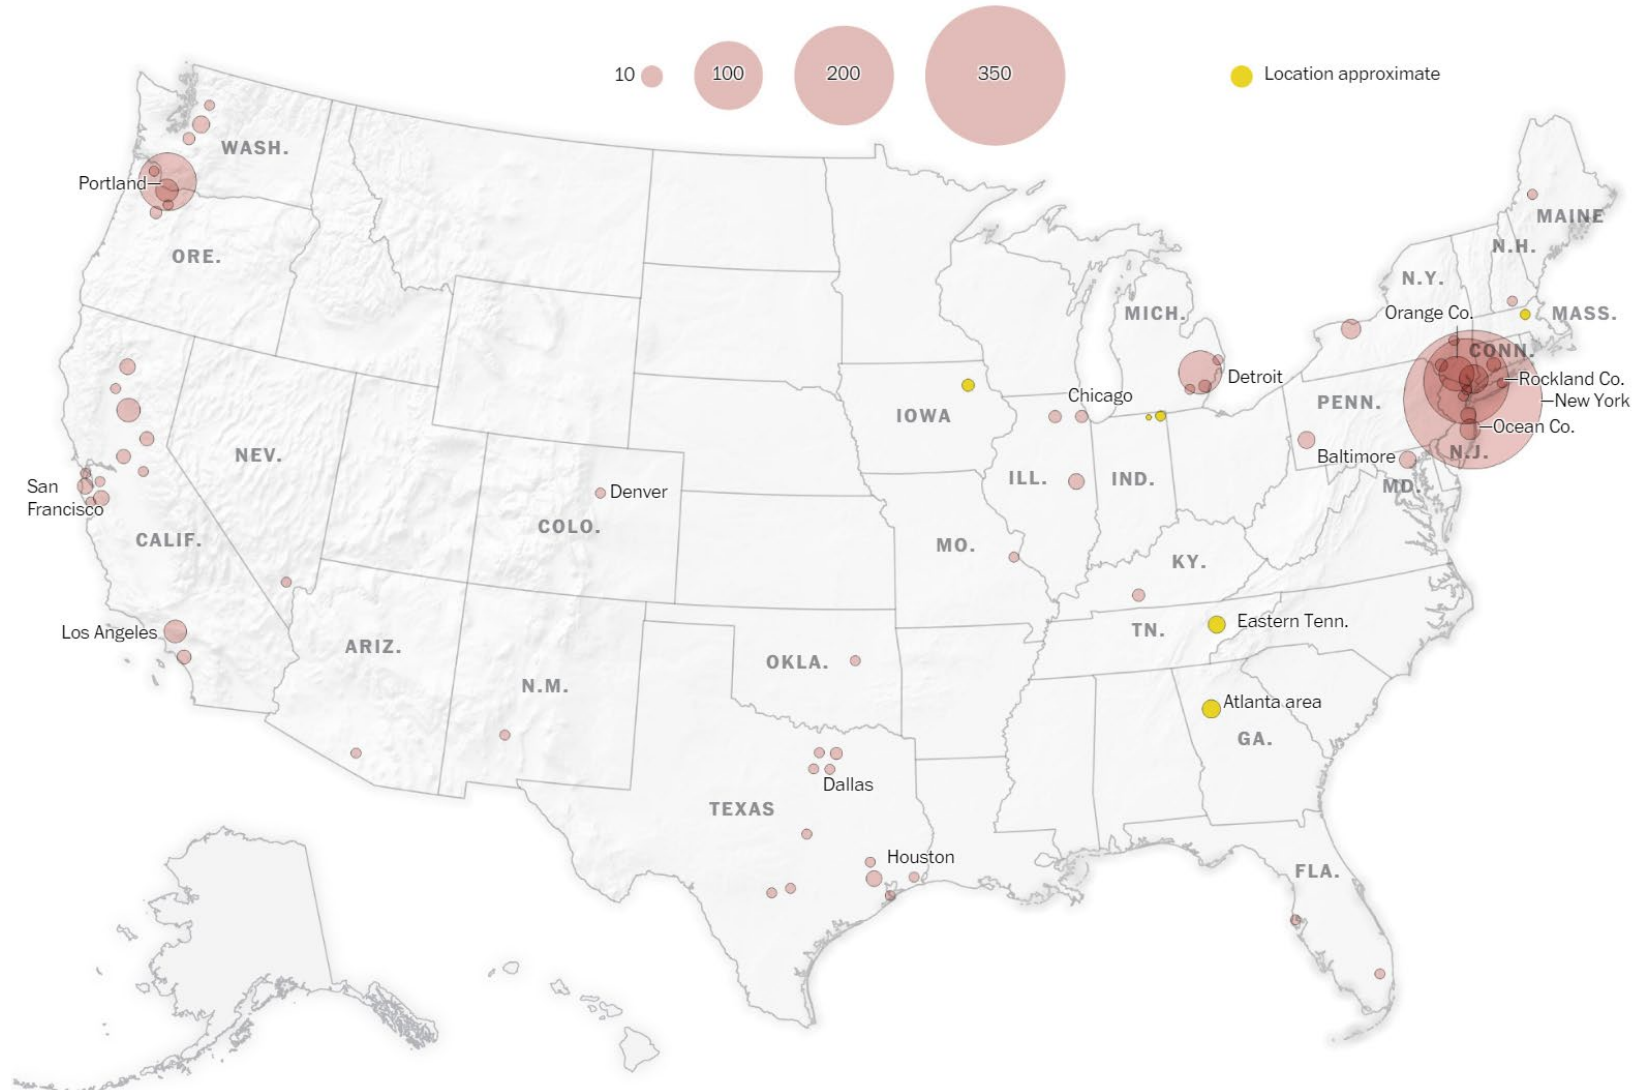 10
100
200
350
Location approximate
WASH.
Portland
MAINE
N.H.
ORE.
N.Y.
Orange Co.
MICH.
MASS.
CONN.
Detroit
Rockland Co.
Chicago
New York
PENN.
IOWA
Ocean Co.
NEV.
Baltimore
N.J.
ILL.
IND.
MD.
San
Francisco
Denver
COLO.
CALIF.
MO.
KY.
Los Angeles
TN.
Eastern Tenn.
ARIZ.
OKLA.
N.M.
Atlanta area
GA.
Dallas
TEXAS
Houston
FLA.